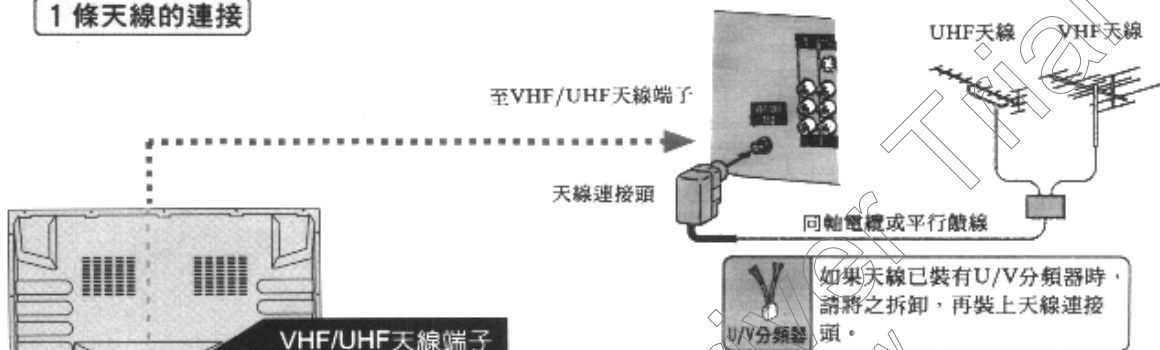 1 條天線的連接
UHF天線
VHF天線
至VHF/UHF天線端子
天線連接頭
同軸電纜或平行饋線
如果天線已裝有U/V分頻器時，
請將之拆卸，再裝上天線連接
頭。
U/V分頻器
VHF/UHF天線端子